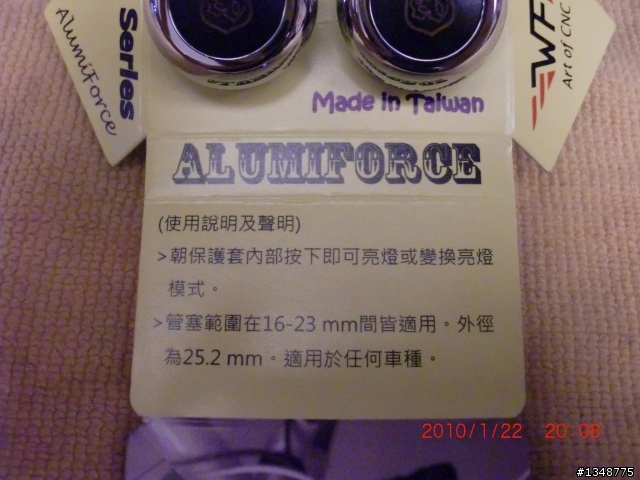 AlumiForce
Series
WF
Art of CNC
Made in Taiwan
ALUMIFORCE
(使用說明及聲明)
>朝保護套內部按下即可亮燈或變換亮燈
模式。
>管塞範圍在16-23 mm間皆適用。外徑
為25.2 mm。適用於任何車種。
2010/1/22 20:08
#1348775